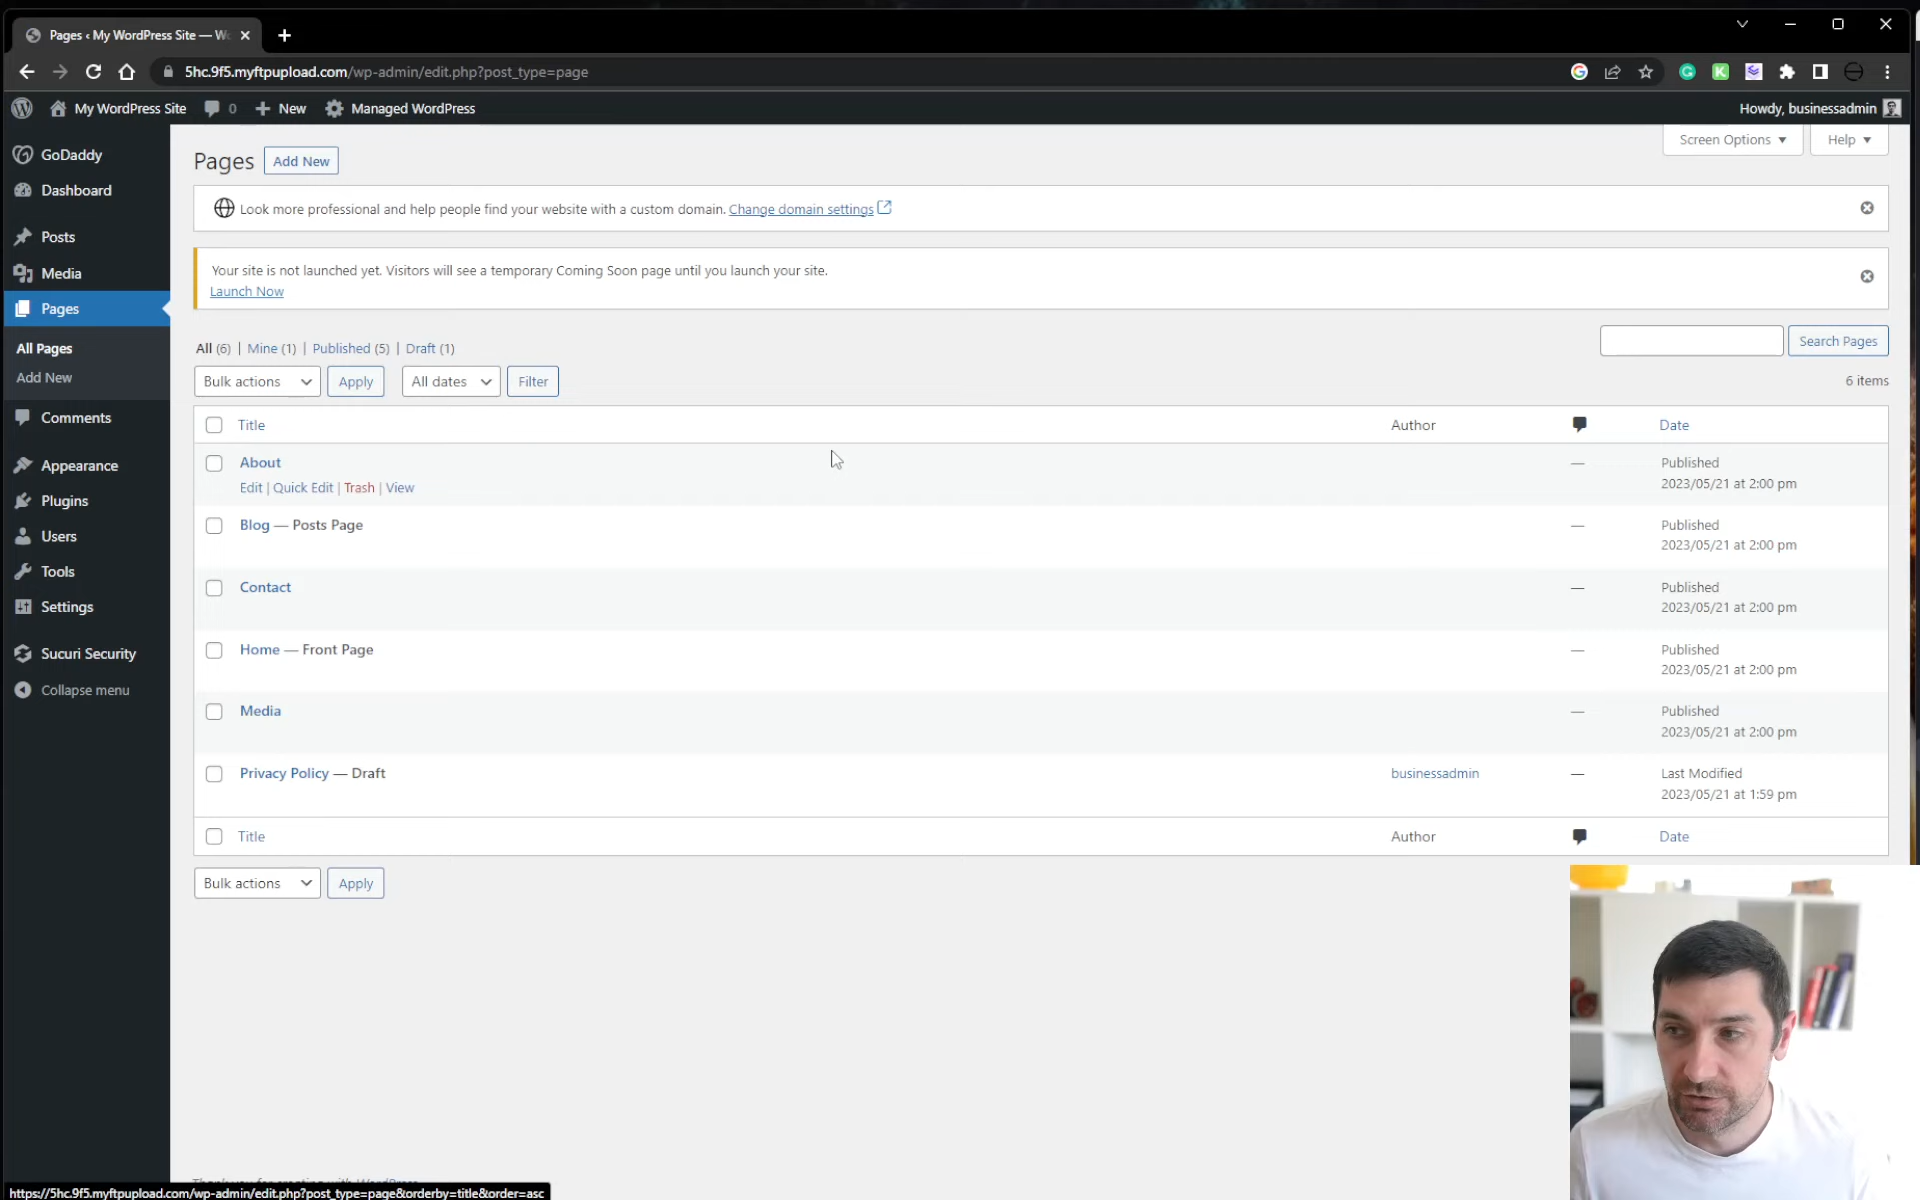 Pages ‹ My WordPress Site — W
5hc.9f5.myftpupload.com/wp-admin/edit.php?post_type=page
My WordPress Site 0 New Managed WordPress Howdy, businessadmin
GoDaddy
Dashboard
Posts
Media
Pages
All Pages
Add New
Comments
Appearance
Plugins
Users
Tools
Settings
Sucuri Security
Collapse menu
Screen Options Help
Pages Add New
Look more professional and help people find your website with a custom domain. Change domain settings
Your site is not launched yet. Visitors will see a temporary Coming Soon page until you launch your site.
Launch Now
All (6) | Mine (1) | Published (5) | Draft (1)
Search Pages
Bulk actions Apply All dates Filter 6 items
Title Author Date
About — Published
Edit | Quick Edit | Trash | View 2023/05/21 at 2:00 pm
Blog — Posts Page — Published
2023/05/21 at 2:00 pm
Contact — Published
2023/05/21 at 2:00 pm
Home — Front Page — Published
2023/05/21 at 2:00 pm
Media — Published
2023/05/21 at 2:00 pm
Privacy Policy — Draft businessadmin — Last Modified
2023/05/21 at 1:59 pm
Title Author Date
Bulk actions Apply
https://5hc.9f5.myftpupload.com/wp-admin/edit.php?post_type=page&orderby=title&order=asc